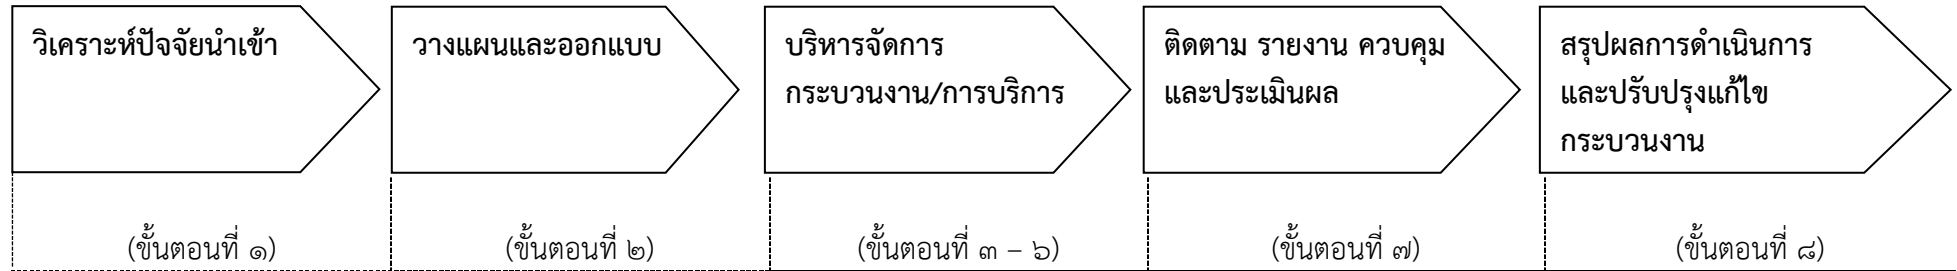 วิเคราะห์ปัจจัยนำเข้า
วางแผนและออกแบบ
บริหารจัดการ
กระบวนงาน/การบริการ
ติดตาม รายงาน ควบคุม
และประเมินผล
สรุปผลการดำเนินการ
และปรับปรุงแก้ไข
กระบวนงาน
(ขั้นตอนที่ ๑)
(ขั้นตอนที่ ๒)
(ขั้นตอนที่ ๓ – ๖)
(ขั้นตอนที่ ๗)
(ขั้นตอนที่ ๘)